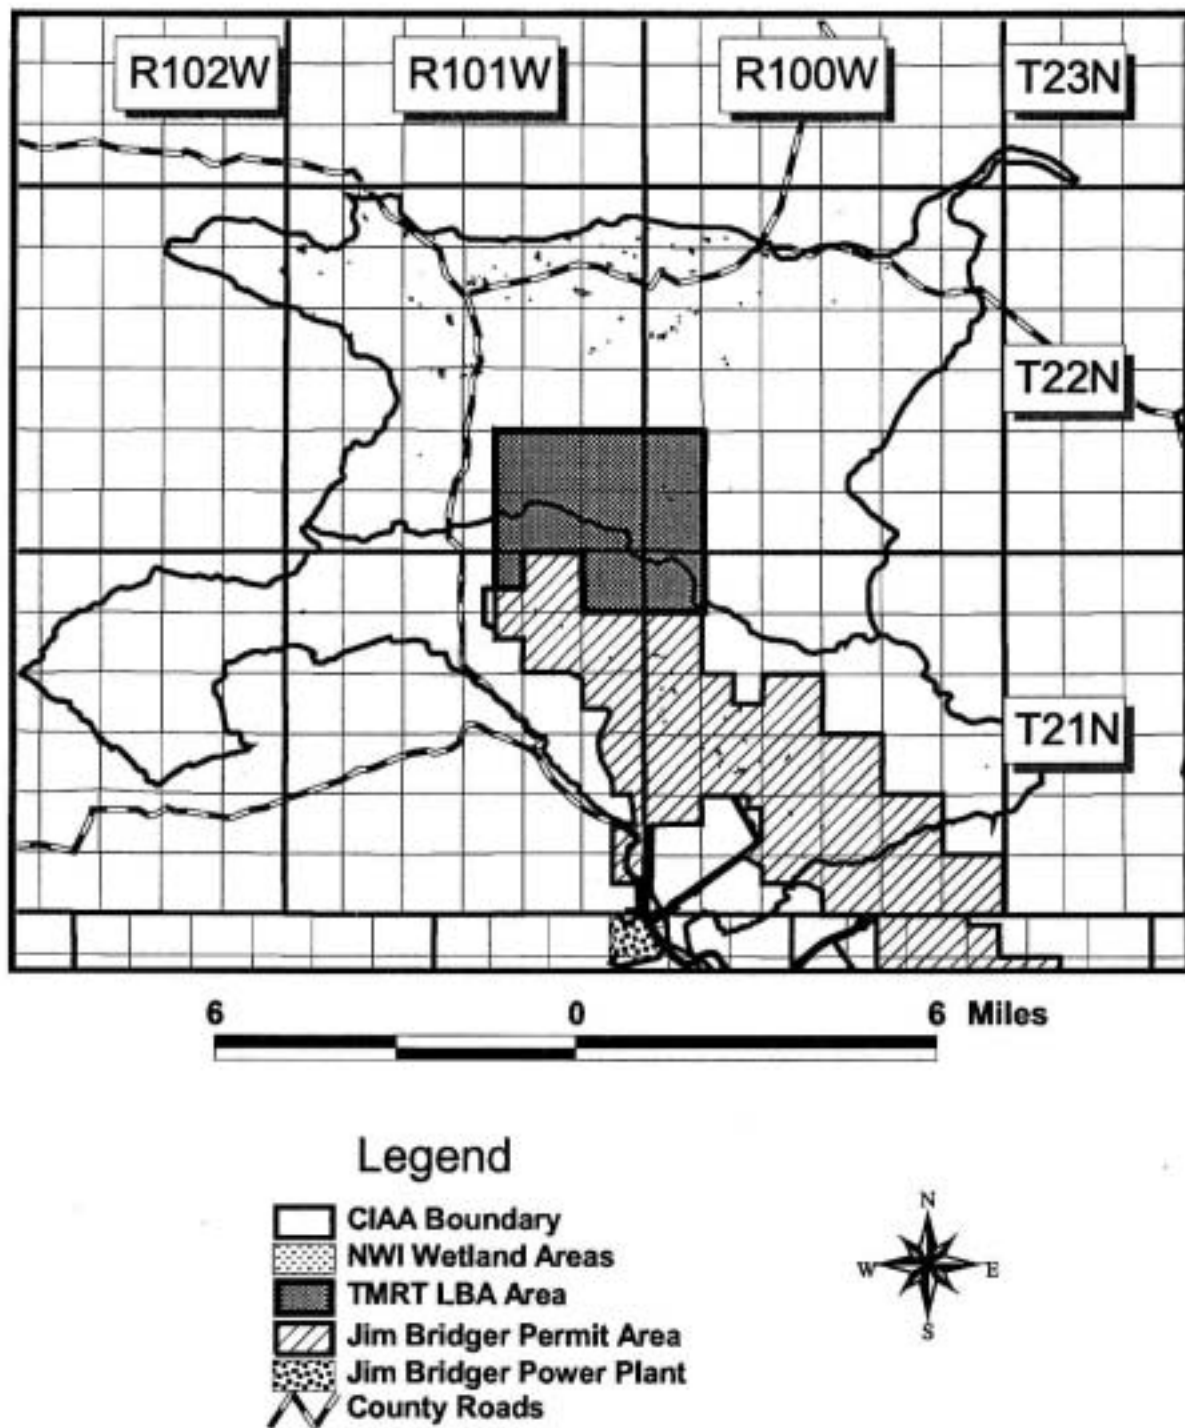 R102W R101W R100W T23N
T22N
T21N
6 0 6 Miles
Legend
CIAA Boundary
NWI Wetland Areas
TMRT LBA Area
Jim Bridger Permit Area
Jim Bridger Power Plant
County Roads
N
W E
S